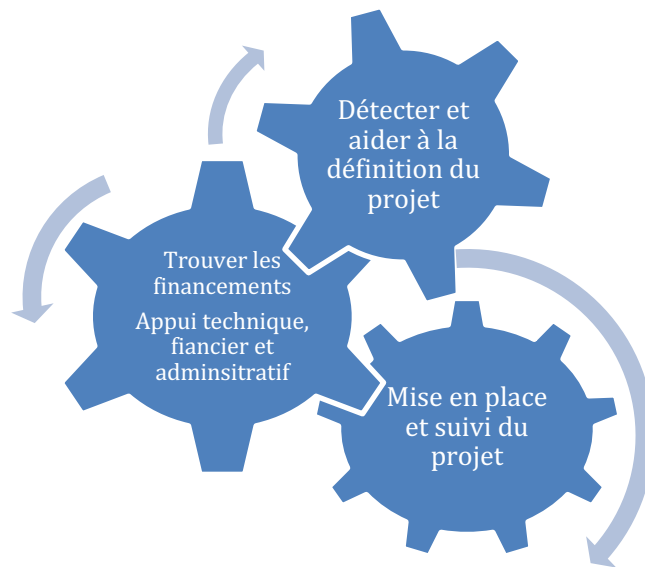 Détecter et
aider à la
définition du
projet
Trouver les
financements
Appui technique,
fiancier et
adminsitratif
Mise en place
et suivi du
projet